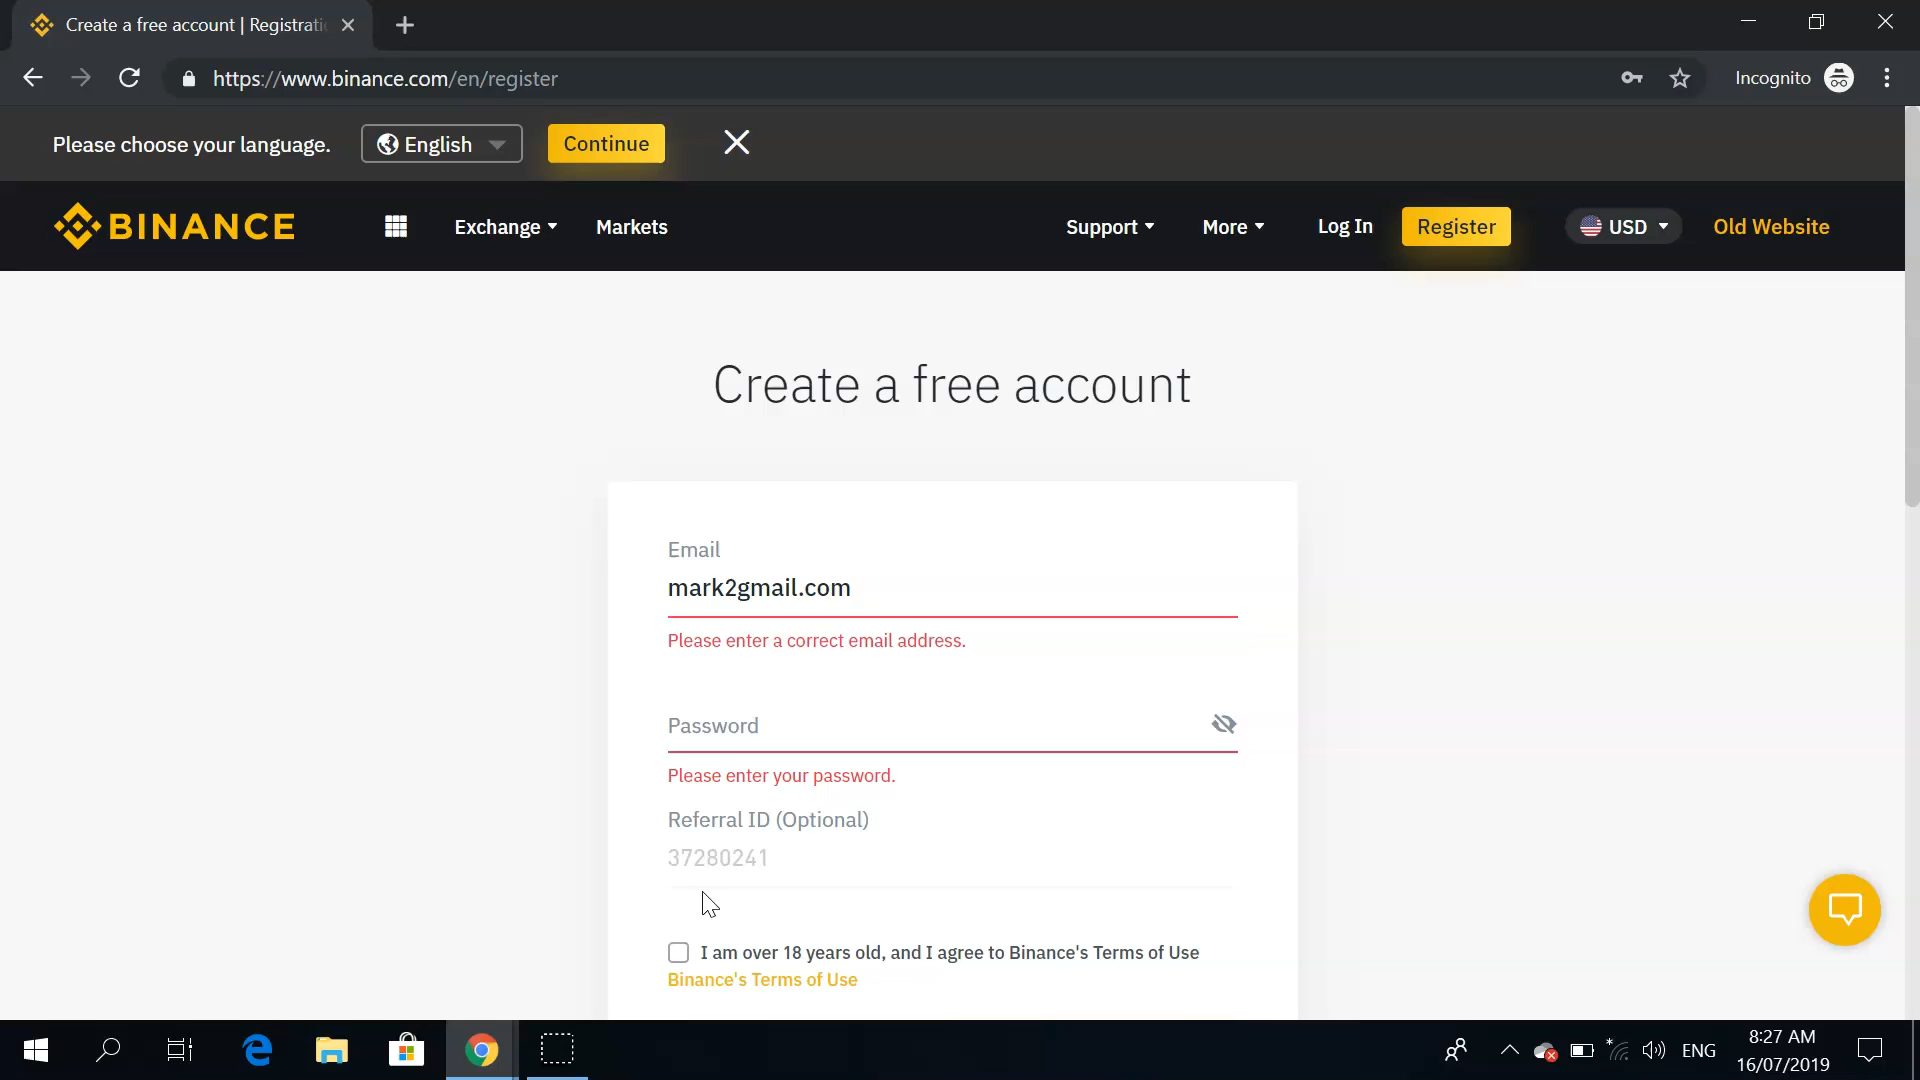 Create a free account | Registrati
https://www.binance.com/en/register
Incognito
Please choose your language.
English
Continue
BINANCE
Exchange
Markets
Support
More
Log In
Register
USD
Old Website
Create a free account
Email
mark2gmail.com
Please enter a correct email address.
Password
Please enter your password.
Referral ID (Optional)
37280241
I am over 18 years old, and I agree to Binance's Terms of Use
Binance's Terms of Use
ENG
8:27 AM
16/07/2019